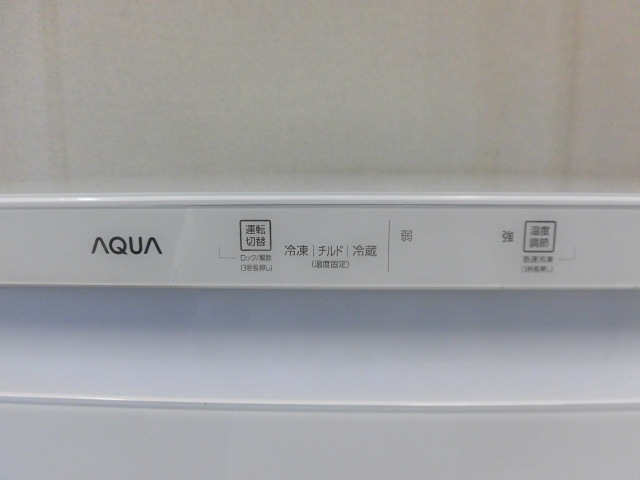 AQUA
運転
切替
ロック/解除
(3秒長押し)
冷凍|チルド|冷蔵
(温度固定)
弱
強
温度
調節
急速冷凍
(3秒長押し)